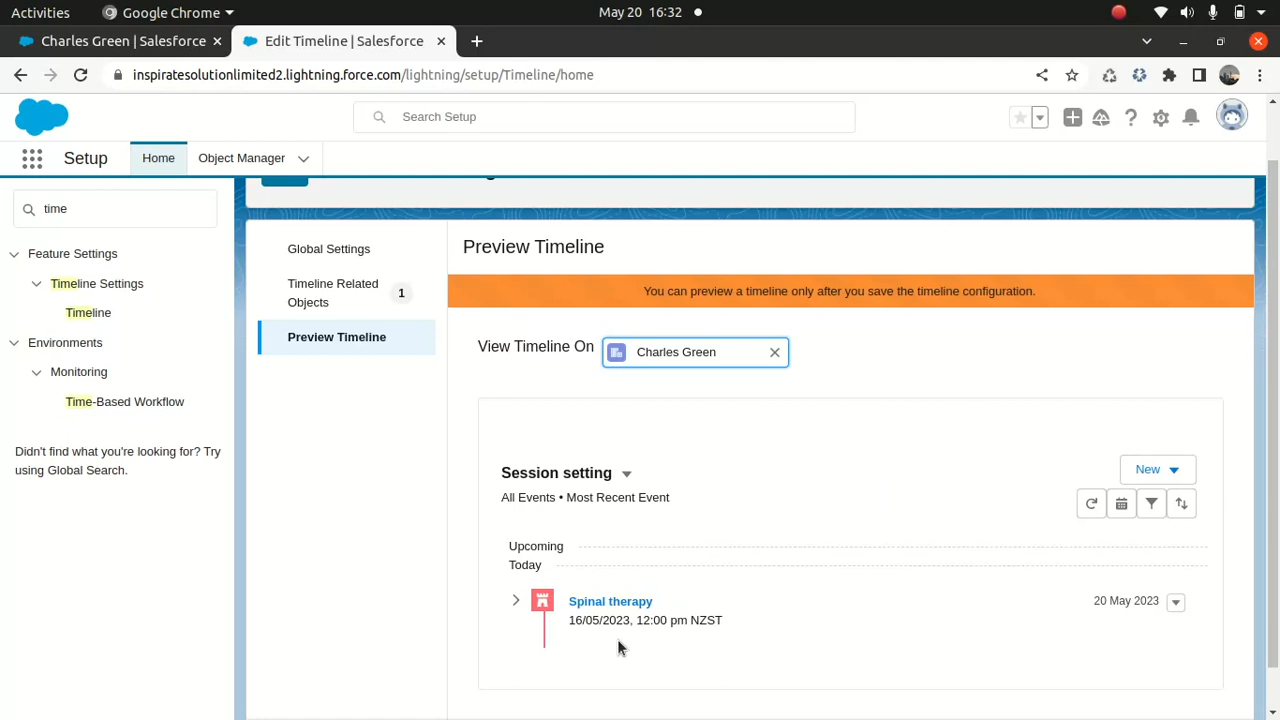 Activities
Google Chrome
May 20 16:32
Charles Green | Salesforce
Edit Timeline | Salesforce
inspiratesolutionlimited2.lightning.force.com/lightning/setup/Timeline/home
Search Setup
Setup
Home
Object Manager
time
Feature Settings
Timeline Settings
Timeline
Environments
Monitoring
Time-Based Workflow
Didn't find what you're looking for? Try
using Global Search.
Global Settings
Timeline Related
Objects
1
Preview Timeline
Preview Timeline
You can preview a timeline only after you save the timeline configuration.
View Timeline On
Charles Green
Session setting
New
All Events • Most Recent Event
Upcoming
Today
Spinal therapy
20 May 2023
16/05/2023, 12:00 pm NZST